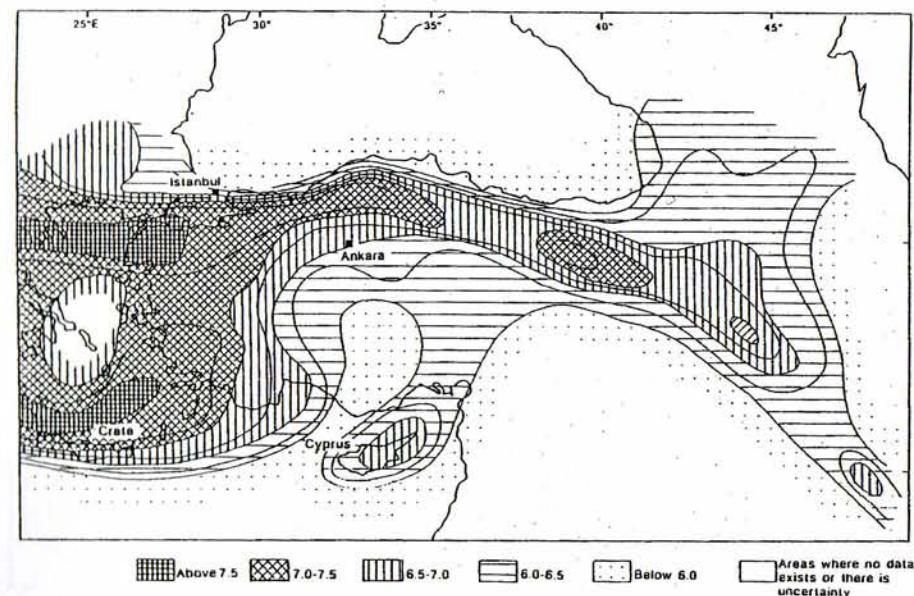 25°E 30° 35° 40° 45°
Istanbul
Ankara
Crate
Cyprus
Above 7.5 7.0-7.5 6.5-7.0 6.0-6.5 Below 6.0 Areas where no data
exists or there is
uncertainty